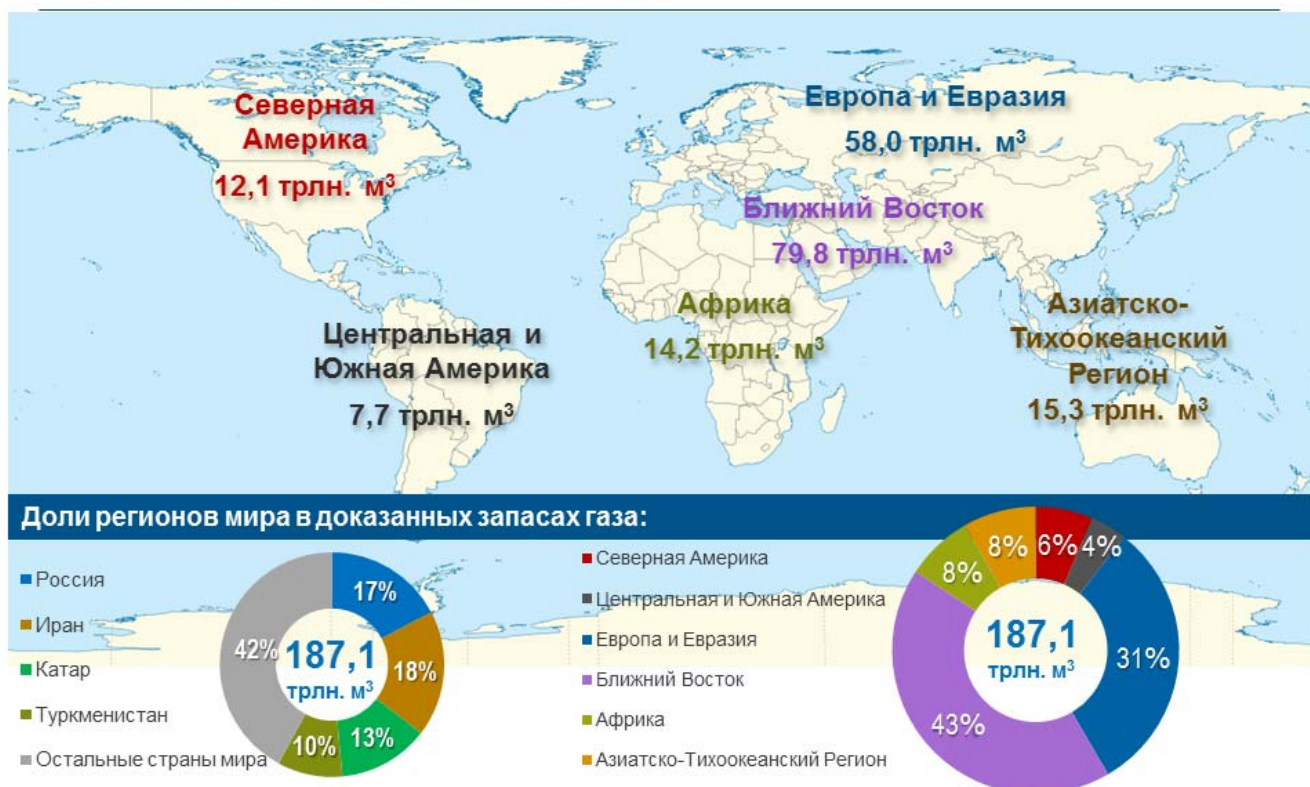 Северная
Америка
12,1 трлн. м³
Европа и Евразия
58,0 трлн. м³
Ближний Восток
79,8 трлн. м³
Африка
14,2 трлн. м³
Центральная и
Южная Америка
7,7 трлн. м³
Азиатско-
Тихоокеанский
Регион
15,3 трлн. м³
Доли регионов мира в доказанных запасах газа:
Россия
Иран
Катар
Туркменистан
Остальные страны мира
17%
18%
13%
10%
42%
187,1
трлн. м³
Северная Америка
Центральная и Южная Америка
Европа и Евразия
Ближний Восток
Африка
Азиатско-Тихоокеанский Регион
6%
4%
31%
43%
8%
8%
187,1
трлн. м³